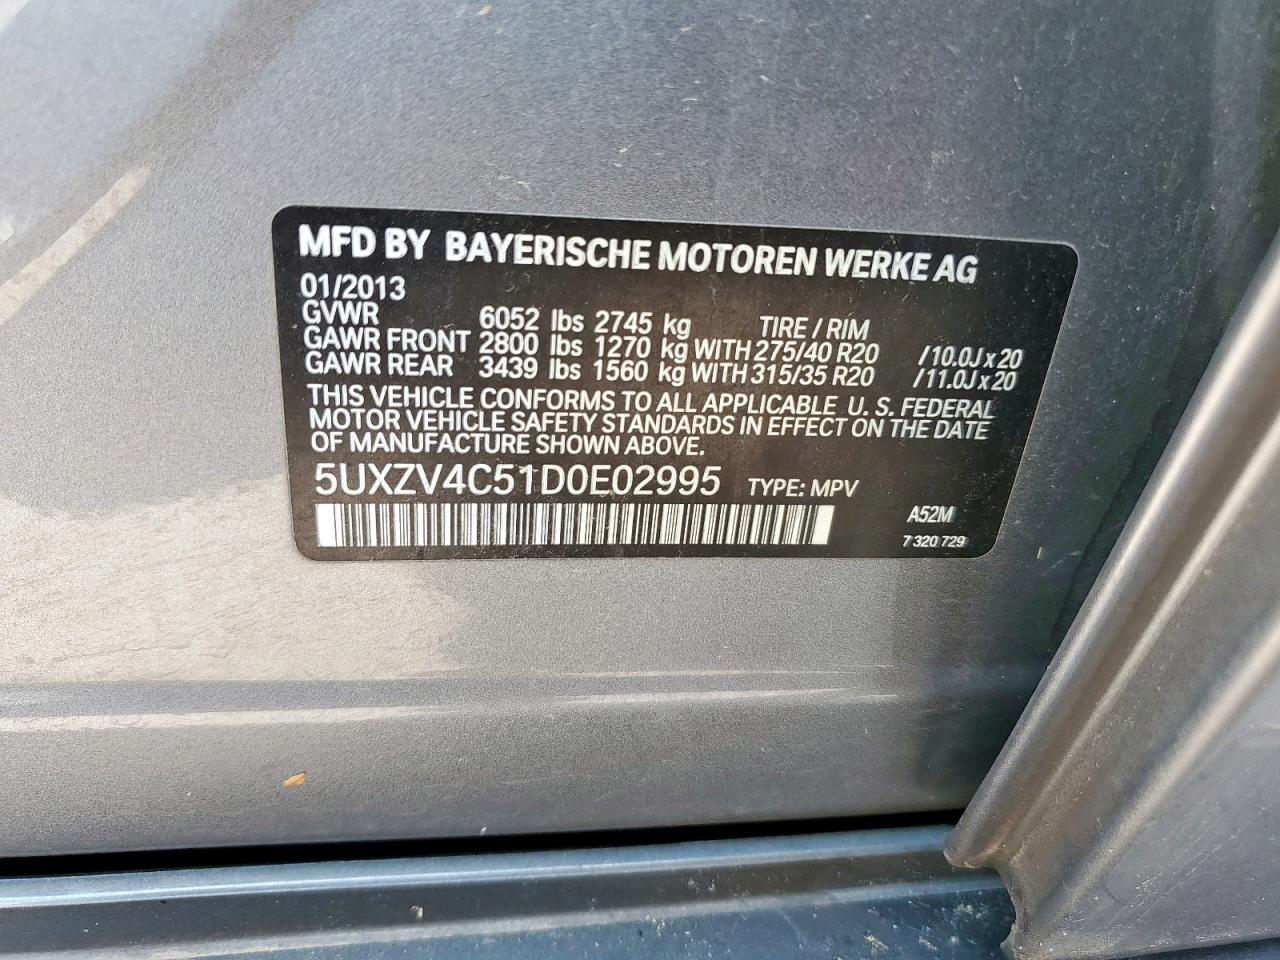 MFD BY BAYERISCHE MOTOREN WERKE AG
01/2013
GVWR 6052 lbs 2745 kg TIRE / RIM
GAWR FRONT 2800 lbs 1270 kg WITH 275/40 R20 /10.0J x 20
GAWR REAR 3439 lbs 1560 kg WITH 315/35 R20 /11.0J x 20
THIS VEHICLE CONFORMS TO ALL APPLICABLE U.S. FEDERAL
MOTOR VEHICLE SAFETY STANDARDS IN EFFECT ON THE DATE
OF MANUFACTURE SHOWN ABOVE.
5UXZV4C51D0E02995 TYPE: MPV
A52M
7 320 729